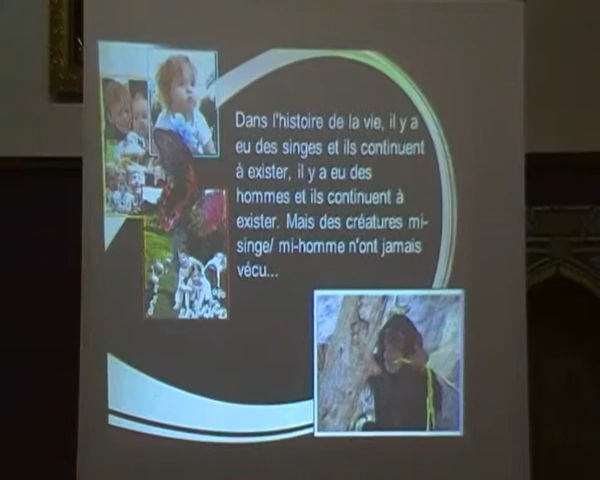 Dans l'histoire de la vie, il y a
eu des singes et ils continuent
à exister, il y a eu des
hommes et ils continuent à
exister. Mais des créatures mi-
singe/ mi-homme n'ont jamais
vécu...